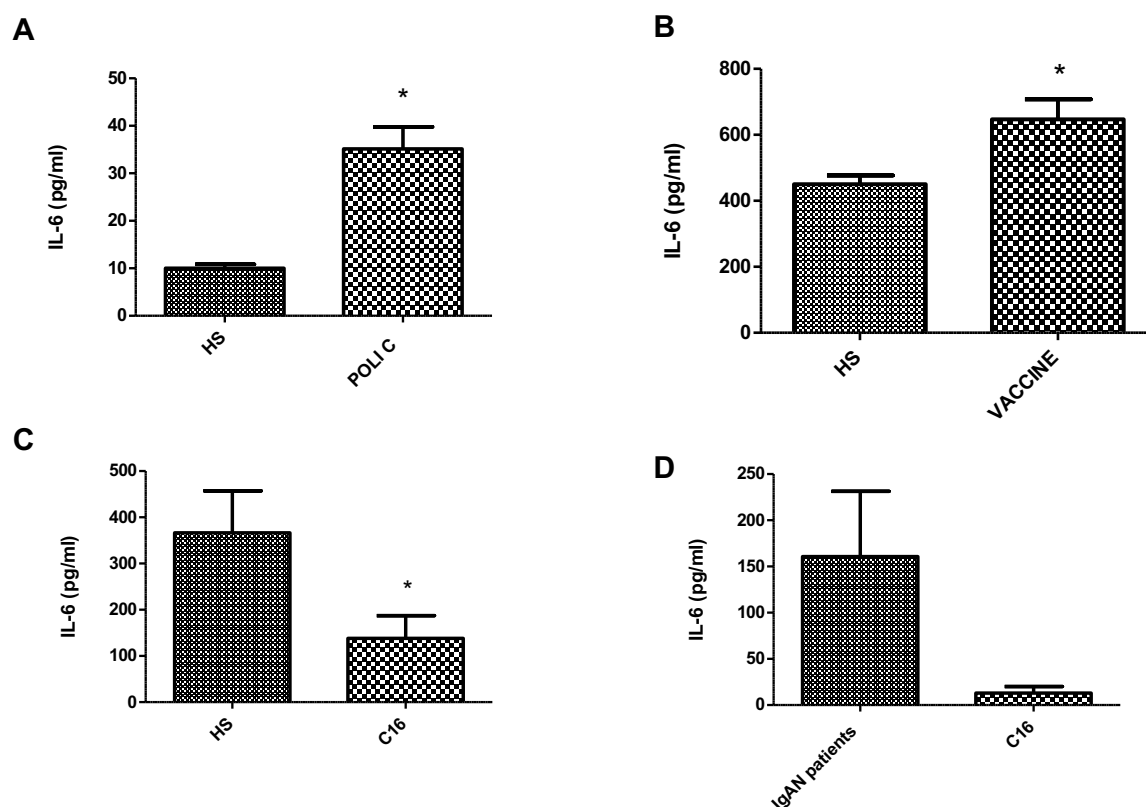 A
IL-6 (pg/ml)
50
40
30
20
10
0
*
HS
POLI C
B
IL-6 (pg/ml)
800
600
400
200
0
*
HS
VACCINE
C
IL-6 (pg/ml)
500
400
300
200
100
0
*
HS
C16
D
IL-6 (pg/ml)
250
200
150
100
50
0
IgAN patients
C16